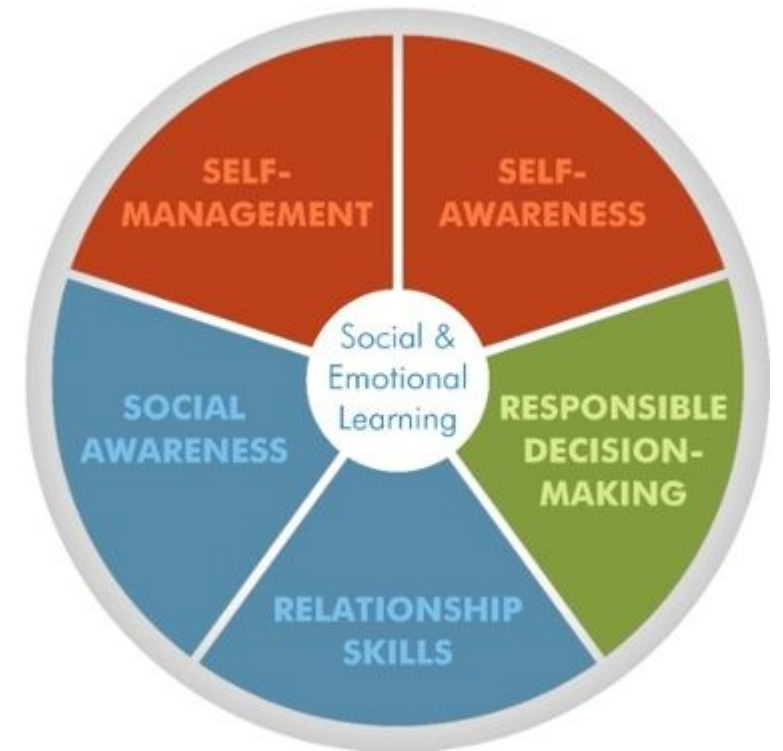 SELF-
MANAGEMENT
SELF-
AWARENESS
Social &
Emotional
Learning
SOCIAL
AWARENESS
RESPONSIBLE
DECISION-
MAKING
RELATIONSHIP
SKILLS